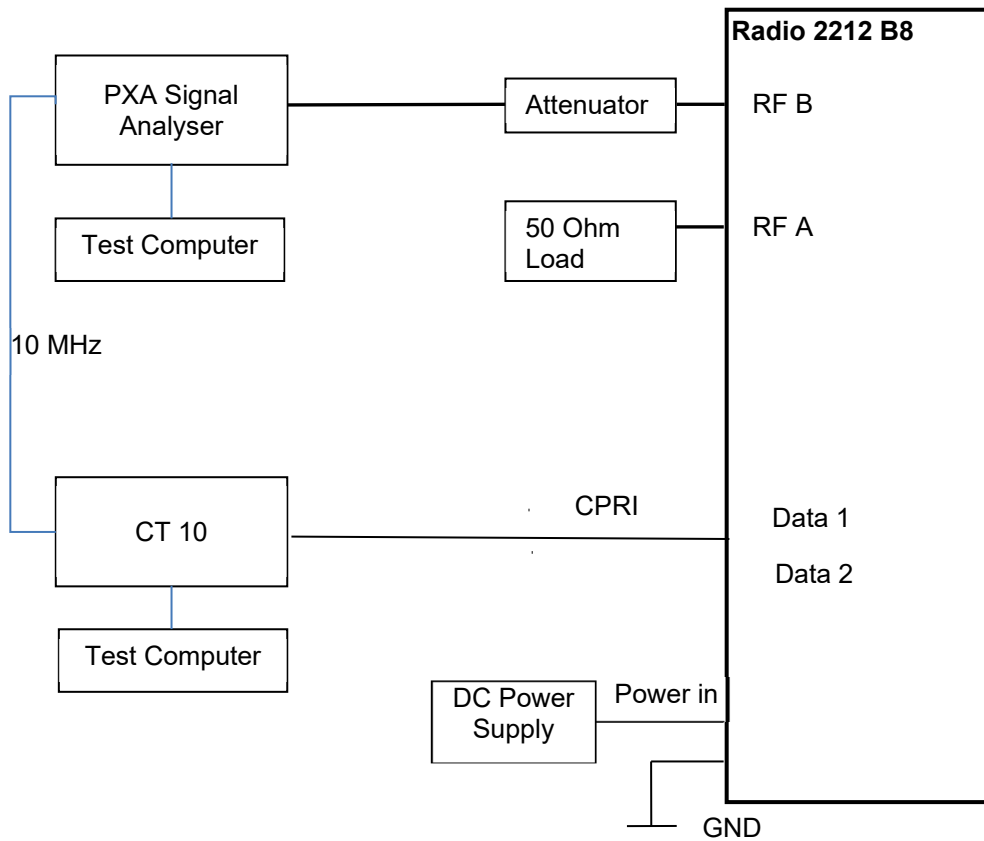 Radio 2212 B8
PXA Signal
Analyser
Attenuator
RF B
Test Computer
50 Ohm
Load
RF A
10 MHz
CT 10
CPRI
Data 1
Data 2
Test Computer
DC Power
Supply
Power in
GND